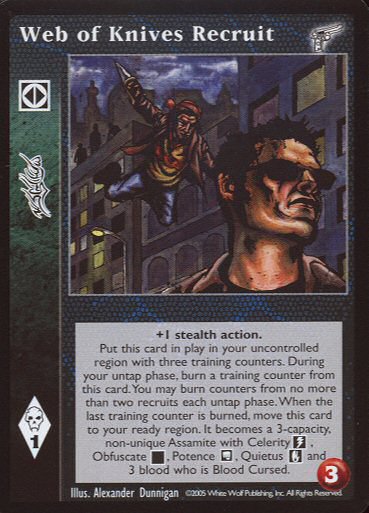 Web of Knives Recruit
+1 stealth action.
Put this card in play in your uncontrolled
region with three training counters. During
your untap phase, burn a training counter from
this card. You may burn counters from no more
than two recruits each untap phase. When the
last training counter is burned, move this card
to your ready region. It becomes a 3-capacity,
non-unique Assamite with Celerity,
Obfuscate, Potence, Quietus and
3 blood who is Blood Cursed.
1
3
Illus. Alexander Dunnigan ©2005 White Wolf Publishing, Inc. All Rights Reserved.